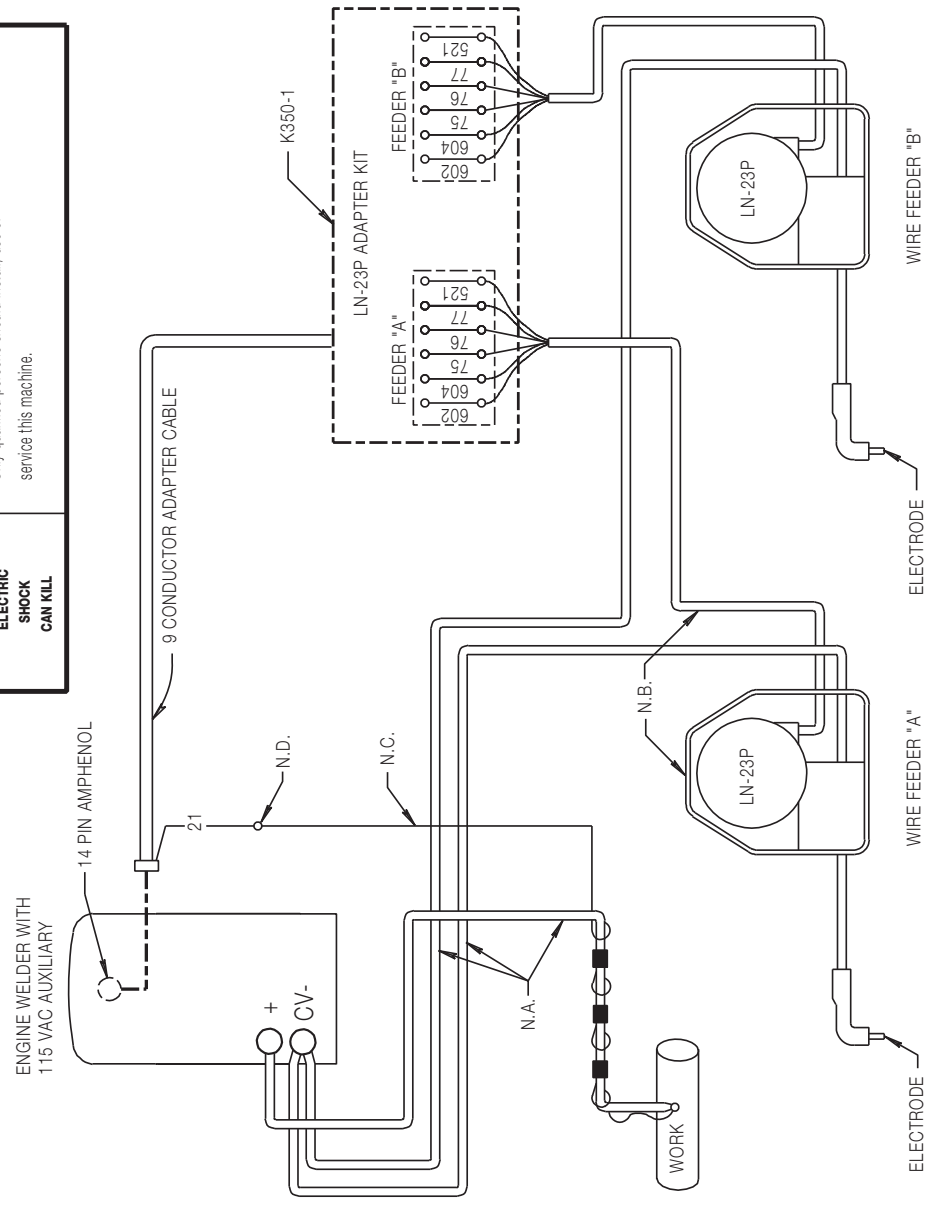 ELECTRIC
SHOCK
CAN KILL
service this machine.
ENGINE WELDER WITH
115 VAC AUXILIARY
14 PIN AMPHENOL
9 CONDUCTOR ADAPTER CABLE
K350-1
LN-23P ADAPTER KIT
FEEDER "A"
602
604
75
76
77
521
FEEDER "B"
602
604
75
76
77
521
21
N.D.
N.C.
+
CV-
N.A.
N.B.
WORK
LN-23P
WIRE FEEDER "A"
ELECTRODE
LN-23P
WIRE FEEDER "B"
ELECTRODE